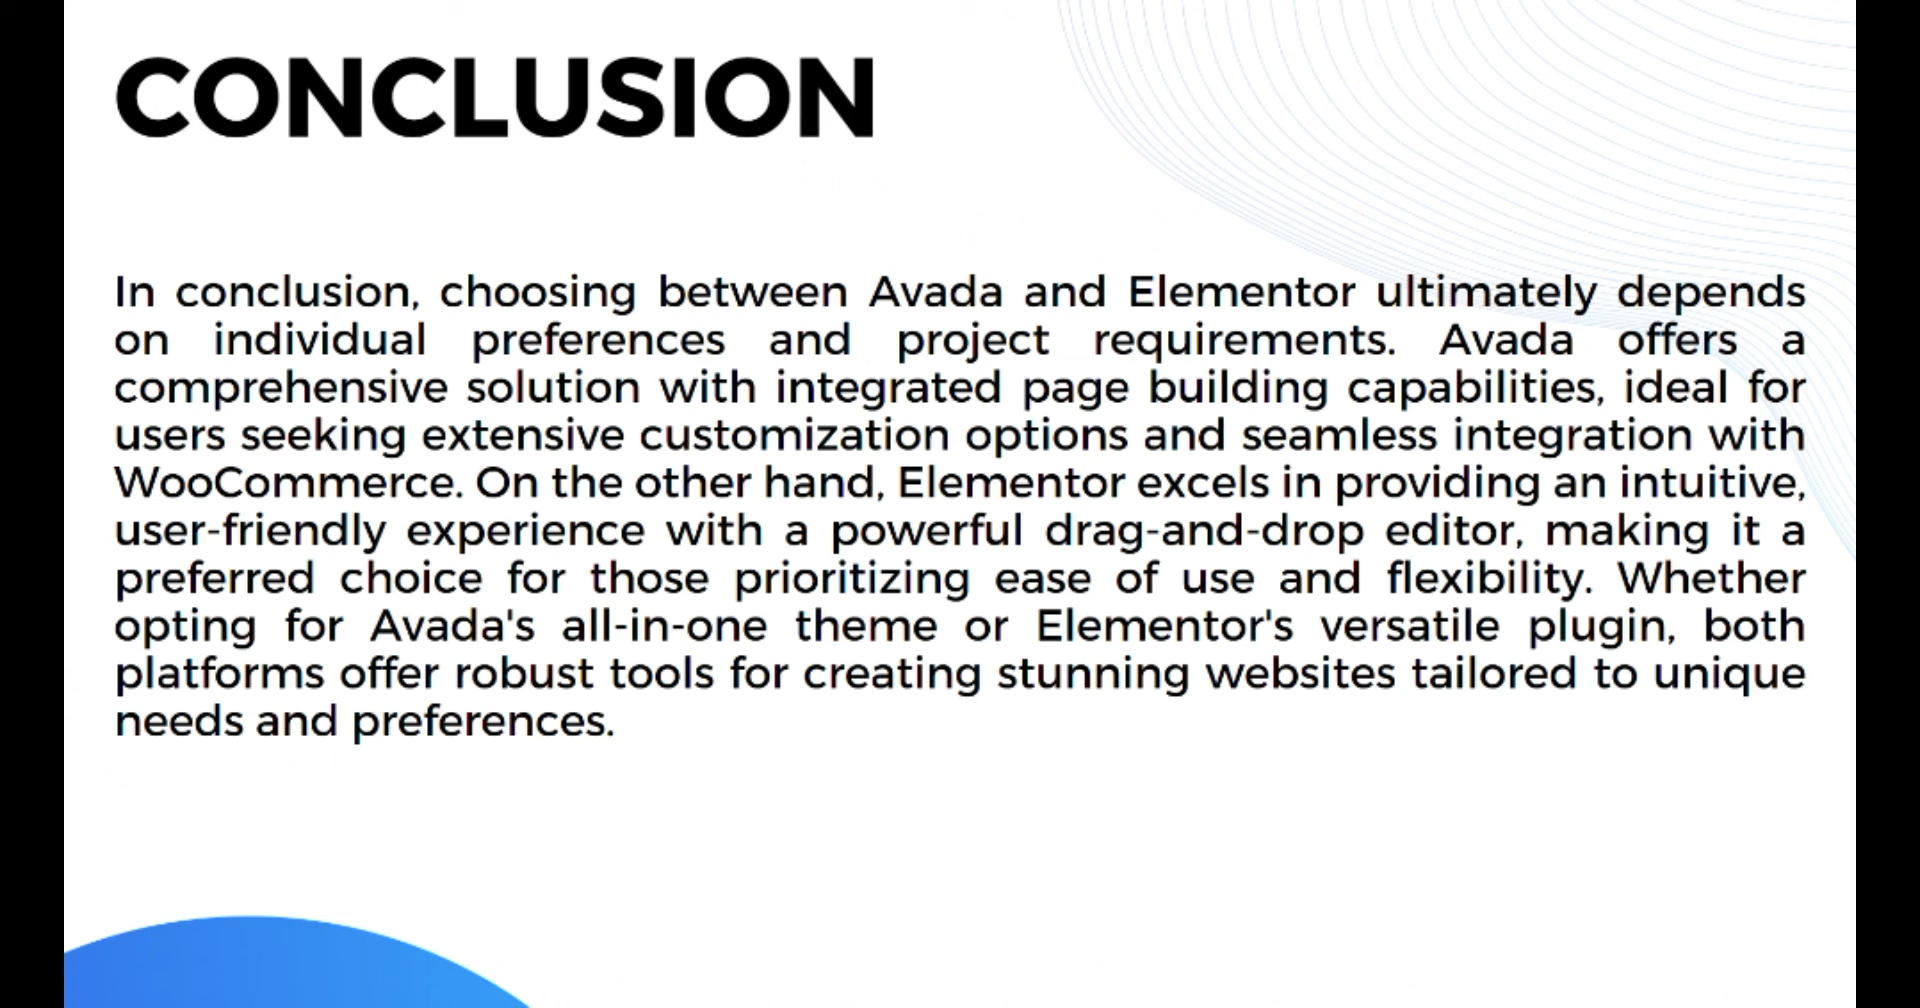 CONCLUSION
In conclusion, choosing between Avada and Elementor ultimately depends
on individual preferences and project requirements. Avada offers a
comprehensive solution with integrated page building capabilities, ideal for
users seeking extensive customization options and seamless integration with
WooCommerce. On the other hand, Elementor excels in providing an intuitive,
user-friendly experience with a powerful drag-and-drop editor, making it a
preferred choice for those prioritizing ease of use and flexibility. Whether
opting for Avada's all-in-one theme or Elementor's versatile plugin, both
platforms offer robust tools for creating stunning websites tailored to unique
needs and preferences.